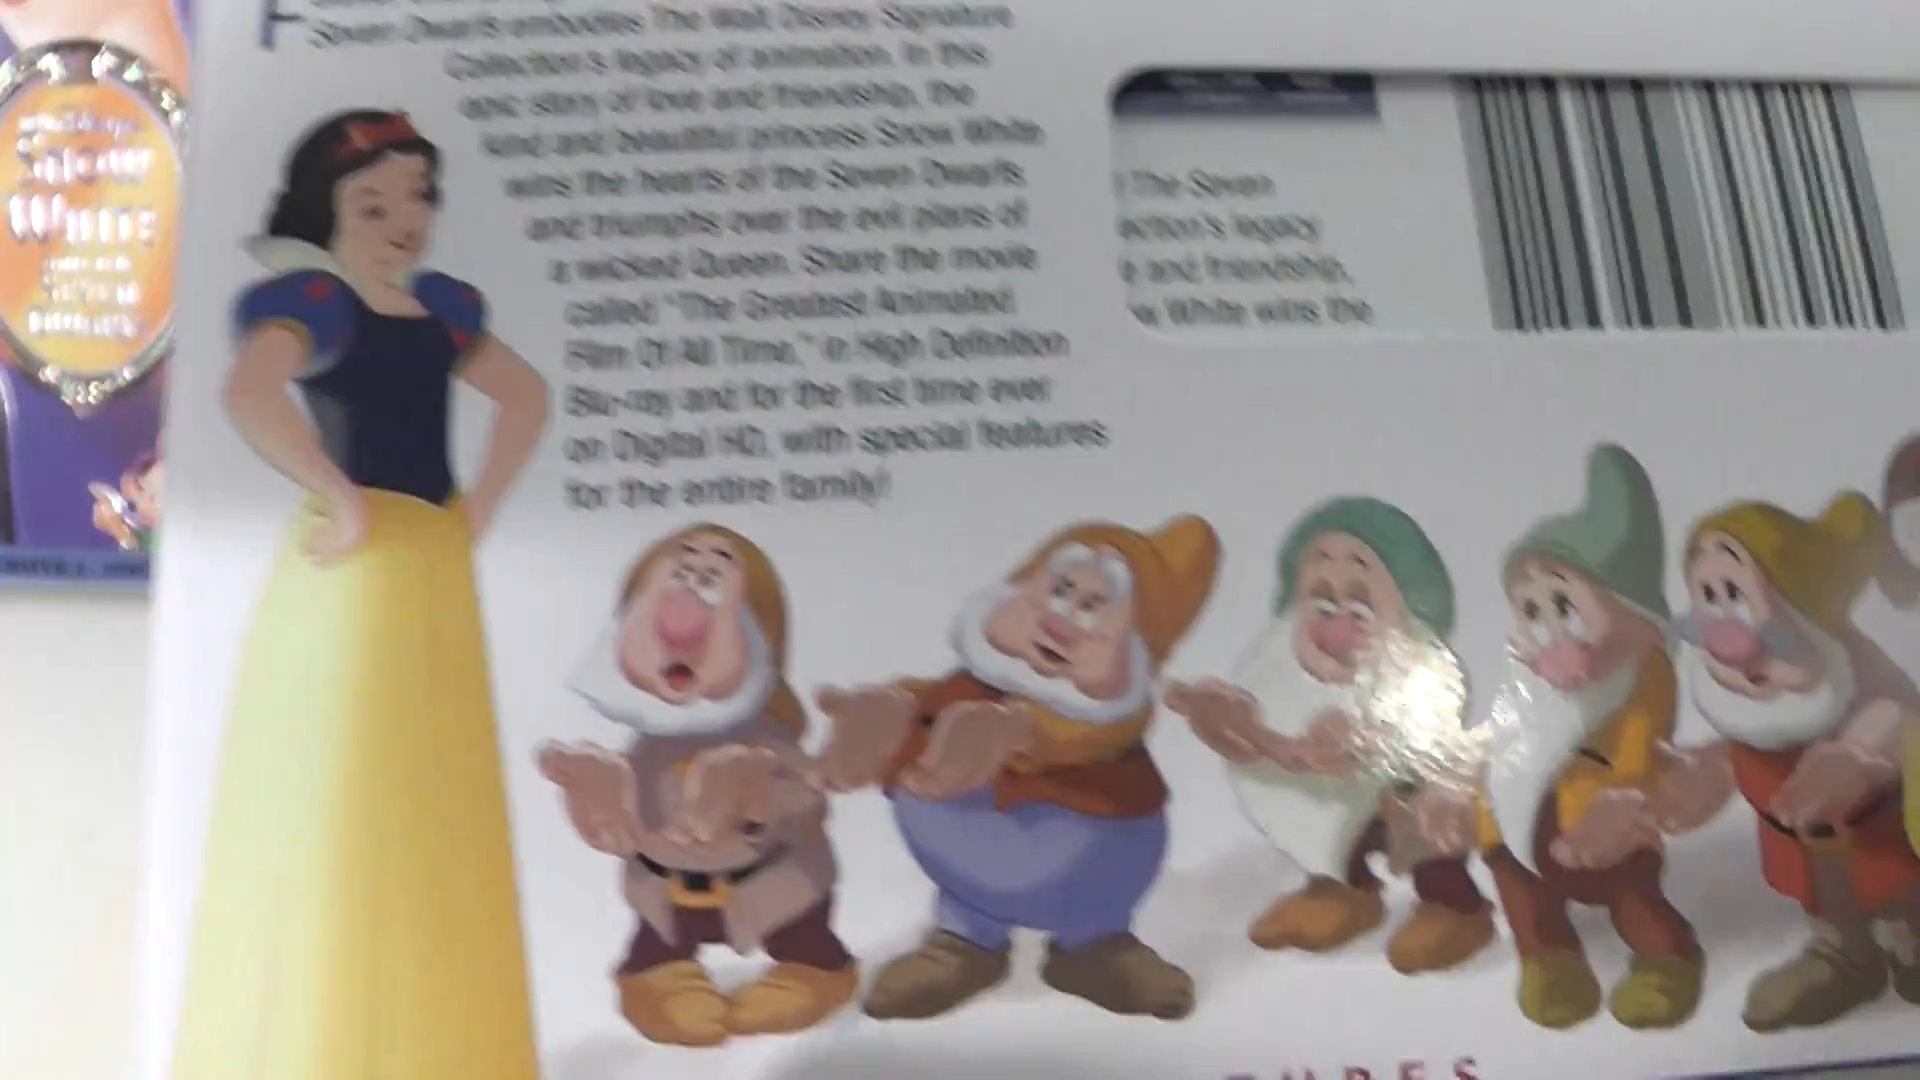 Seven Dwarfs embodies The Walt Disney Signature
Collection's legacy of animation. In this
epic story of love and friendship, the
kind and beautiful princess Snow White
wins the hearts of the Seven Dwarfs
and triumphs over the evil plans of
a wicked Queen. Share the movie
called "The Greatest Animated
Film Of All Time," in High Definition
Blu-ray and for the first time ever
on Digital HD, with special features
for the entire family!
The Seven
ection's legacy
and friendship,
w White wins the
Snow
White
Seven
Dwarfs
URES